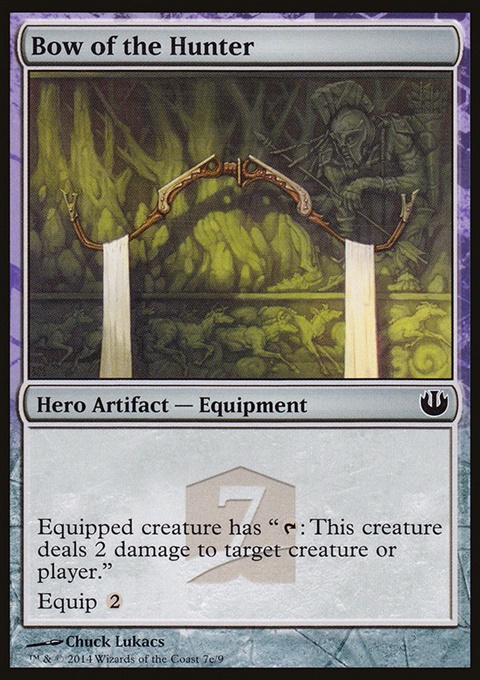 Bow of the Hunter
Hero Artifact — Equipment
7
Equipped creature has “: This creature
deals 2 damage to target creature or
player.”
Equip 2
Chuck Lukacs
™ & © 2014 Wizards of the Coast 7e/9